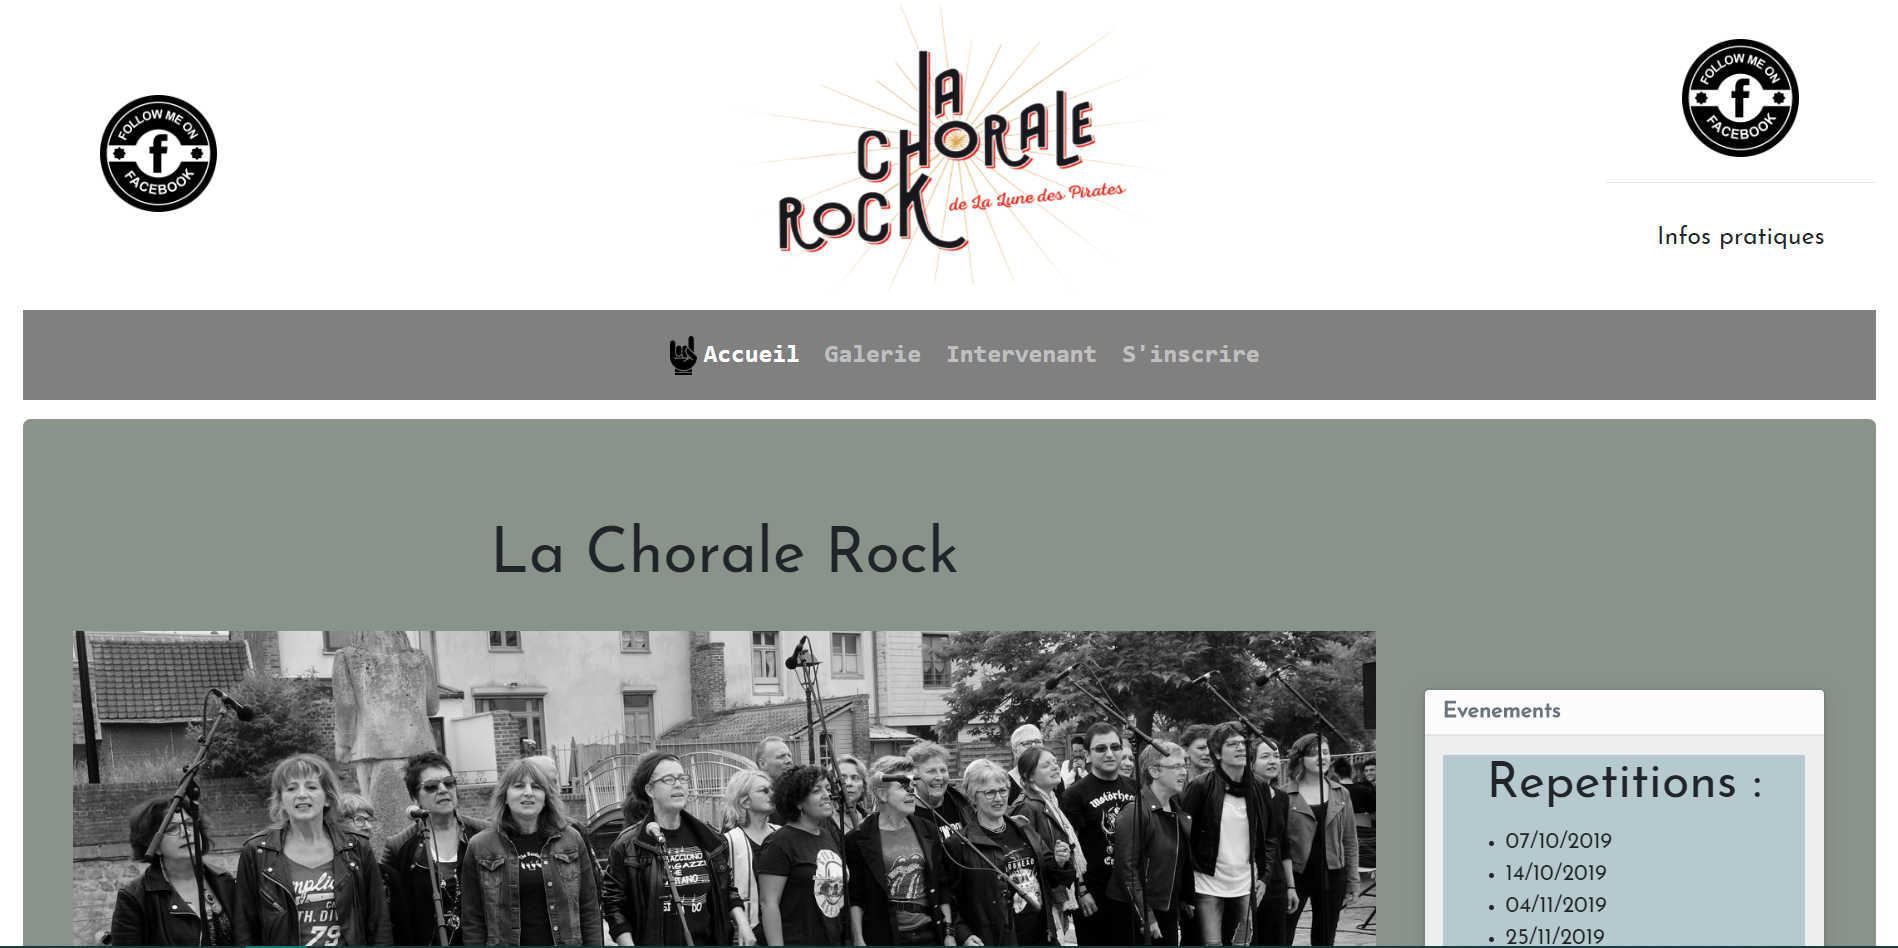 FOLLOW ME ON
f
FACEBOOK
LA
CHORALE
ROCK
de La Lune des Pirates
FOLLOW ME ON
f
FACEBOOK
Infos pratiques
Accueil Galerie Intervenant S'inscrire
La Chorale Rock
Evenements
Repetitions :
07/10/2019
14/10/2019
04/11/2019
25/11/2019
79